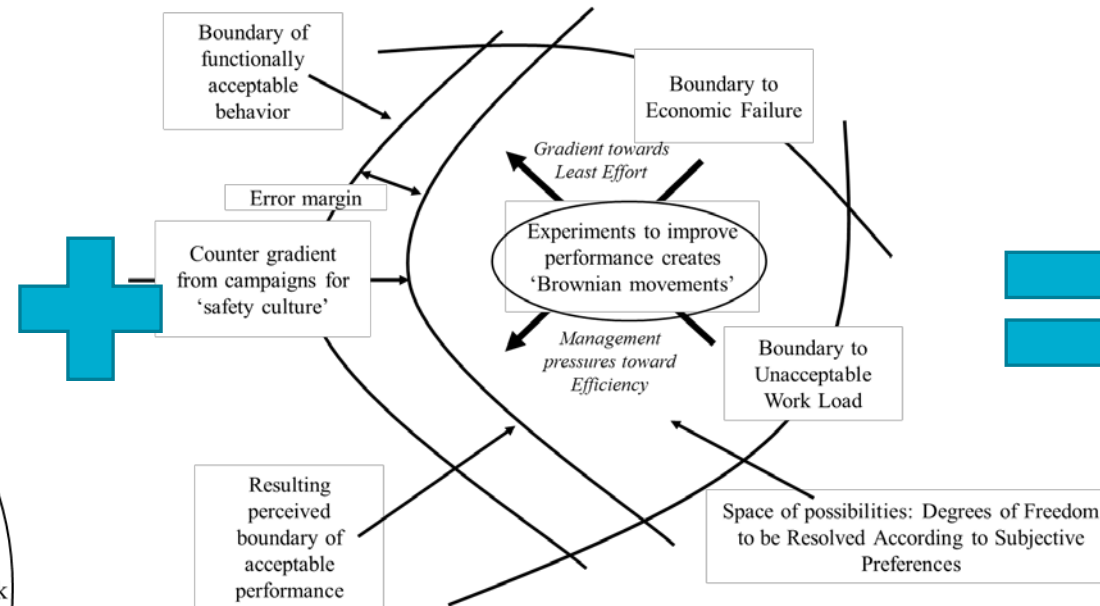 Boundary of
functionally
acceptable
behavior
Boundary to
Economic Failure
Gradient towards
Least Effort
Error margin
Experiments to improve
performance creates
‘Brownian movements’
Counter gradient
from campaigns for
‘safety culture’
Management
pressures toward
Efficiency
Boundary to
Unacceptable
Work Load
Resulting
perceived
boundary of
acceptable
performance
Space of possibilities: Degrees of Freedom
to be Resolved According to Subjective
Preferences